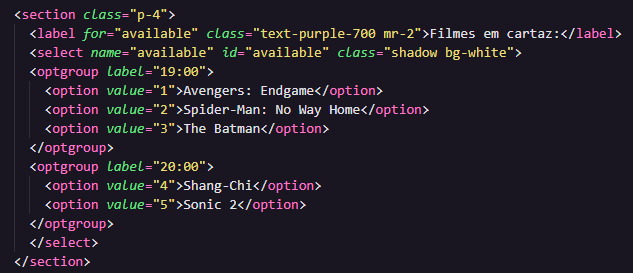 <section class="p-4">
  <label for="available" class="text-purple-700 mr-2">Filmes em cartaz:</label>
  <select name="available" id="available" class="shadow bg-white">
  <optgroup label="19:00">
    <option value="1">Avengers: Endgame</option>
    <option value="2">Spider-Man: No Way Home</option>
    <option value="3">The Batman</option>
  </optgroup>
  <optgroup label="20:00">
    <option value="4">Shang-Chi</option>
    <option value="5">Sonic 2</option>
  </optgroup>
  </select>
</section>